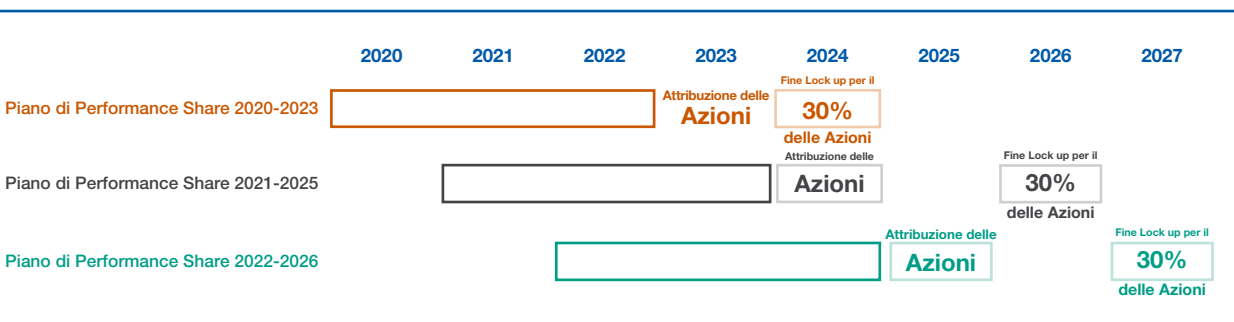 2020 2021 2022 2023 2024 2025 2026 2027
Piano di Performance Share 2020-2023
Attribuzione delle
Azioni
Fine Lock up per il
30%
delle Azioni
Piano di Performance Share 2021-2025
Attribuzione delle
Azioni
Fine Lock up per il
30%
delle Azioni
Piano di Performance Share 2022-2026
Attribuzione delle
Azioni
Fine Lock up per il
30%
delle Azioni